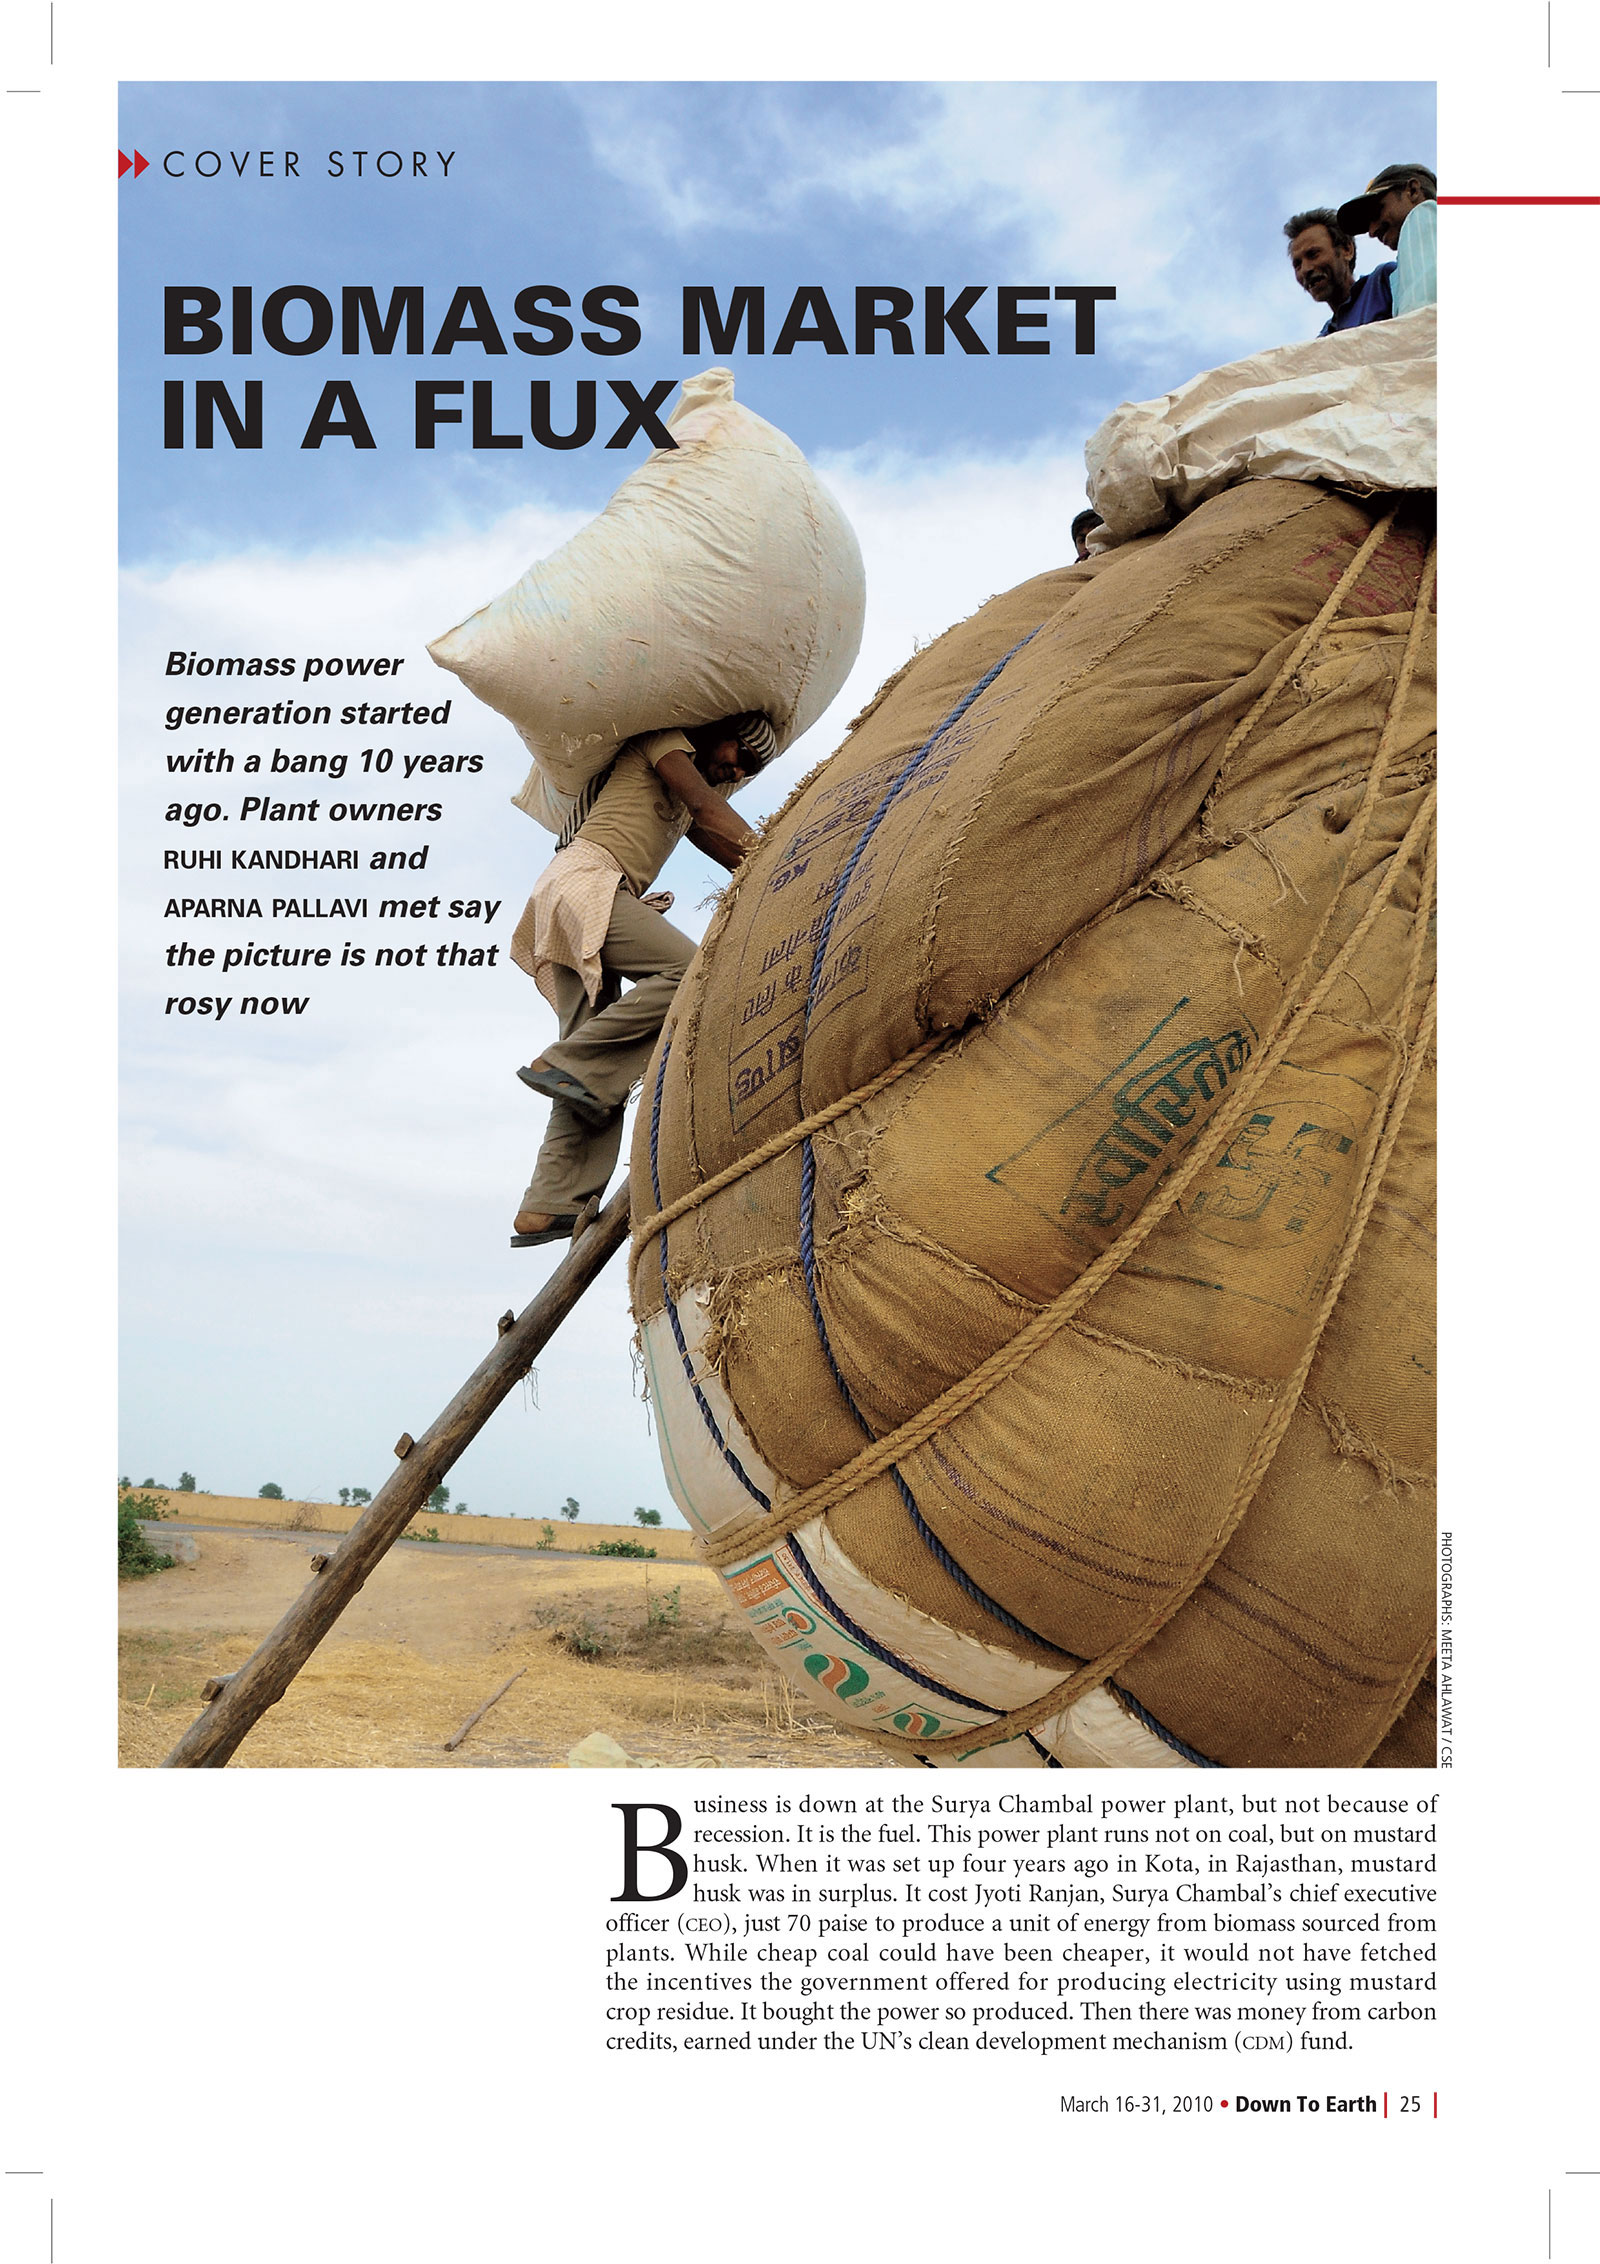 COVER STORY
BIOMASS MARKET
IN A FLUX
Biomass power
generation started
with a bang 10 years
ago. Plant owners
RUHI KANDHARI and
APARNA PALLAVI met say
the picture is not that
rosy now
KG.
PHOTOGRAPHS: MEETA AHLAWAT / CSE
Business is down at the Surya Chambal power plant, but not because of
recession. It is the fuel. This power plant runs not on coal, but on mustard
husk. When it was set up four years ago in Kota, in Rajasthan, mustard
husk was in surplus. It cost Jyoti Ranjan, Surya Chambal’s chief executive
officer (CEO), just 70 paise to produce a unit of energy from biomass sourced from
plants. While cheap coal could have been cheaper, it would not have fetched
the incentives the government offered for producing electricity using mustard
crop residue. It bought the power so produced. Then there was money from carbon
credits, earned under the UN’s clean development mechanism (CDM) fund.
March 16-31, 2010 • Down To Earth | 25 |